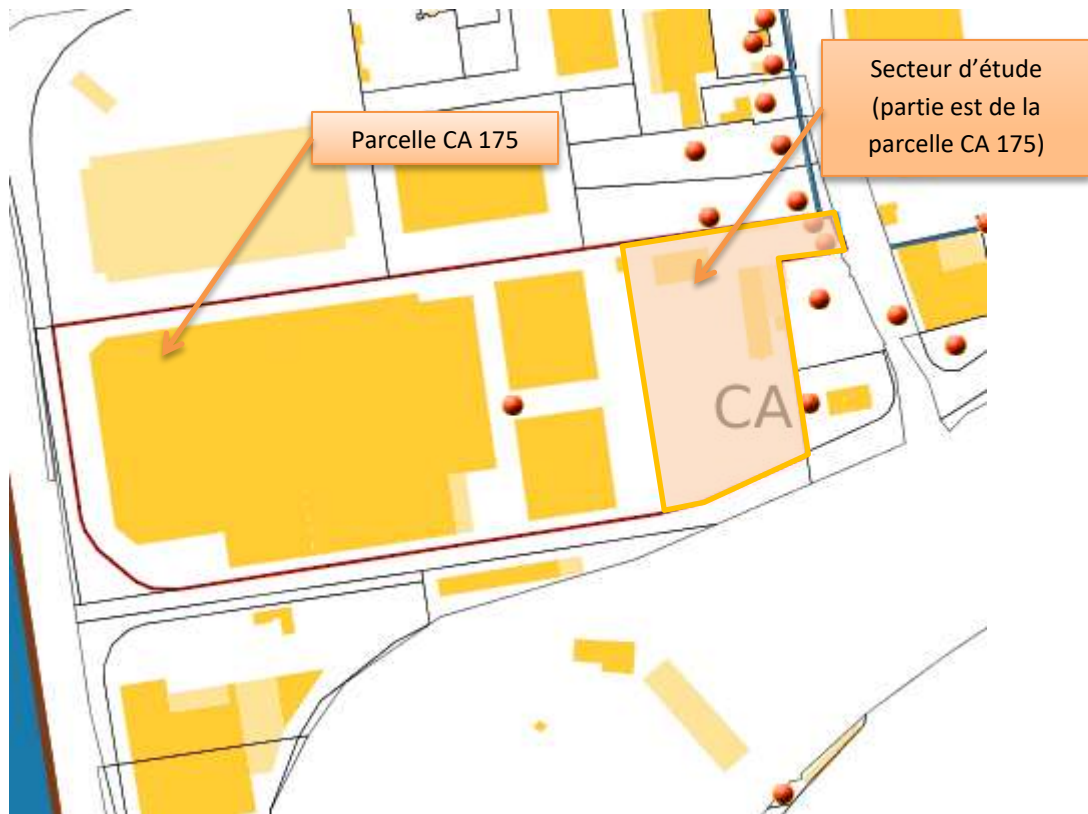 Parcelle CA 175
Secteur d’étude
(partie est de la
parcelle CA 175)
CA